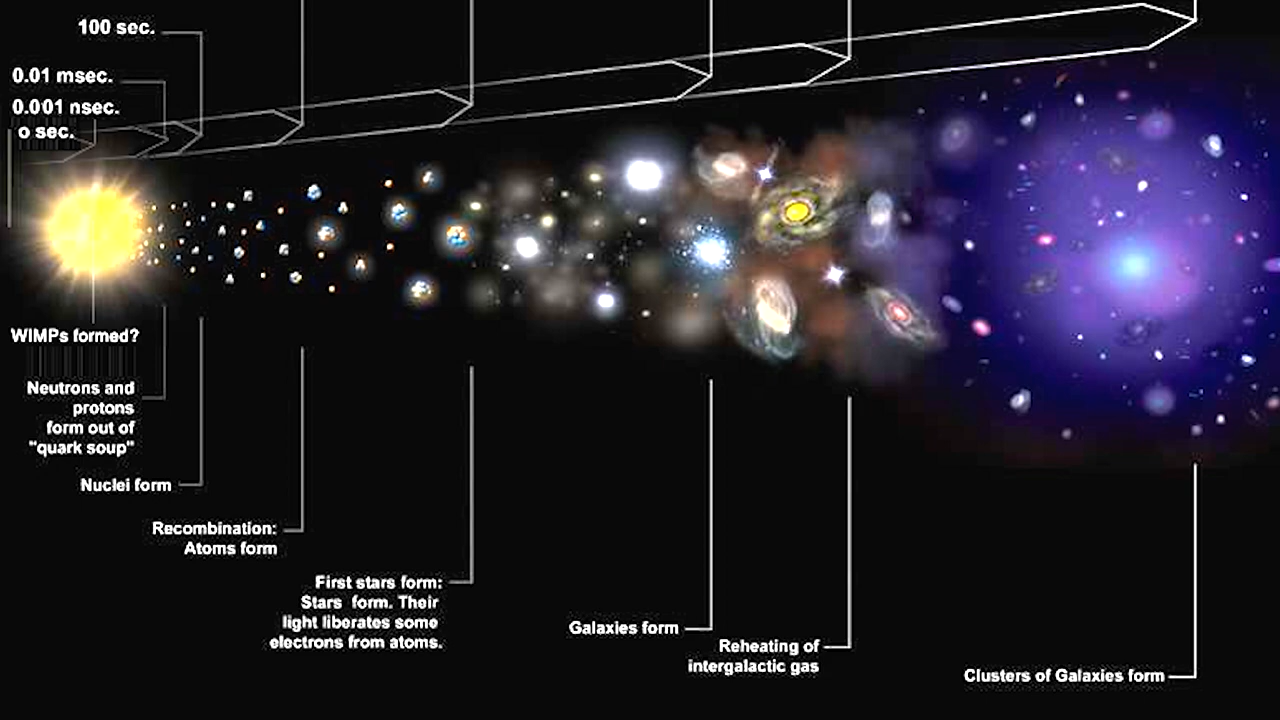 100 sec.
0.01 msec.
0.001 nsec.
o sec.
WIMPs formed?
Neutrons and
protons
form out of
"quark soup"
Nuclei form
Recombination:
Atoms form
First stars form:
Stars form. Their
light liberates some
electrons from atoms.
Galaxies form
Reheating of
intergalactic gas
Clusters of Galaxies form